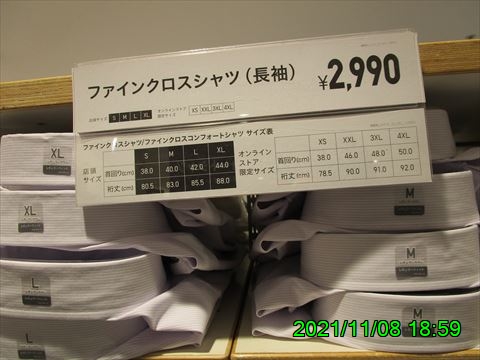 ファインクロスシャツ(長袖) ¥2,990
店頭サイズ S M L XL オンラインストア限定サイズ XS XXL 3XL 4XL
ファインクロスシャツ/ファインクロスコンフォートシャツ サイズ表
店頭サイズ S M L XL
首回り(cm) 38.0 40.0 42.0 44.0
裄丈(cm) 80.5 83.0 85.5 88.0
オンラインストア限定サイズ XS XXL 3XL 4XL
首回り(cm) 38.0 46.0 48.0 50.0
裄丈(cm) 78.5 90.0 91.0 92.0
XL
XL
L
L
M
M
M
2021/11/08 18:59